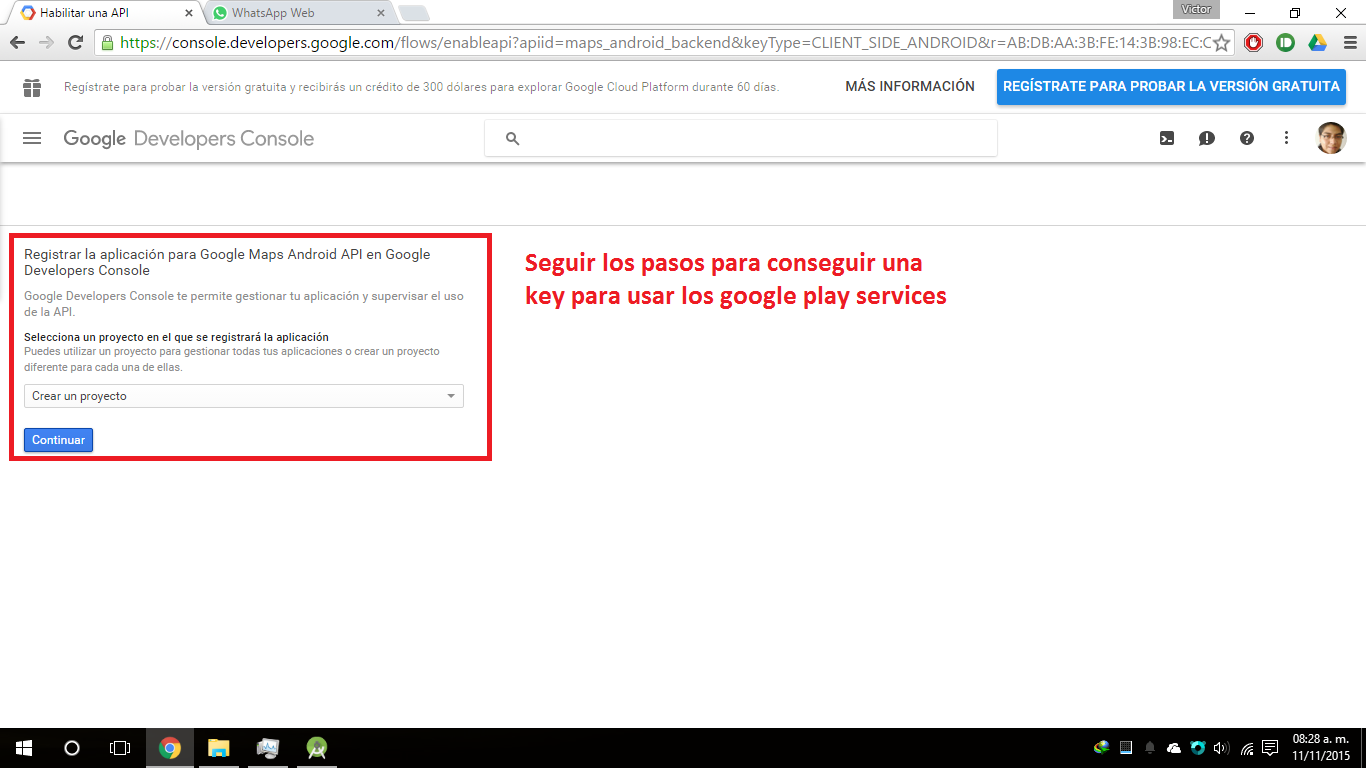 Habilitar una API
WhatsApp Web
Victor
https://console.developers.google.com/flows/enableapi?apiid=maps_android_backend&keyType=CLIENT_SIDE_ANDROID&r=AB:DB:AA:3B:FE:14:3B:98:EC:C
Regístrate para probar la versión gratuita y recibirás un crédito de 300 dólares para explorar Google Cloud Platform durante 60 días.
MÁS INFORMACIÓN
REGÍSTRATE PARA PROBAR LA VERSIÓN GRATUITA
Google Developers Console
Registrar la aplicación para Google Maps Android API en Google
Developers Console
Google Developers Console te permite gestionar tu aplicación y supervisar el uso
de la API.
Selecciona un proyecto en el que se registrará la aplicación
Puedes utilizar un proyecto para gestionar todas tus aplicaciones o crear un proyecto
diferente para cada una de ellas.
Crear un proyecto
Continuar
Seguir los pasos para conseguir una
key para usar los google play services
08:28 a. m.
11/11/2015